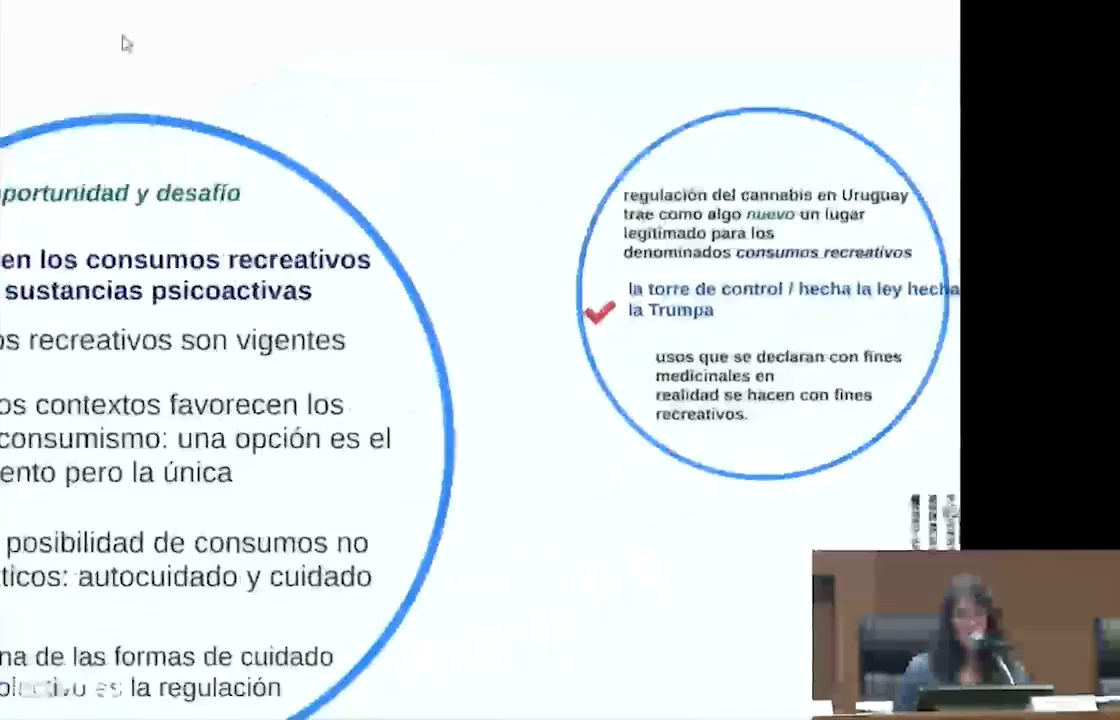 portunidad y desafío
en los consumos recreativos
sustancias psicoactivas
os recreativos son vigentes
os contextos favorecen los
consumismo: una opción es el
ento pero la única
posibilidad de consumos no
ticos: autocuidado y cuidado
na de las formas de cuidado
es la regulación
regulación del cannabis en Uruguay
trae como algo nuevo un lugar
legitimado para los
denominados consumos recreativos
la torre de control / hecha la ley hecha
la Trumpa
usos que se declaran con fines
medicinales en
realidad se hacen con fines
recreativos.